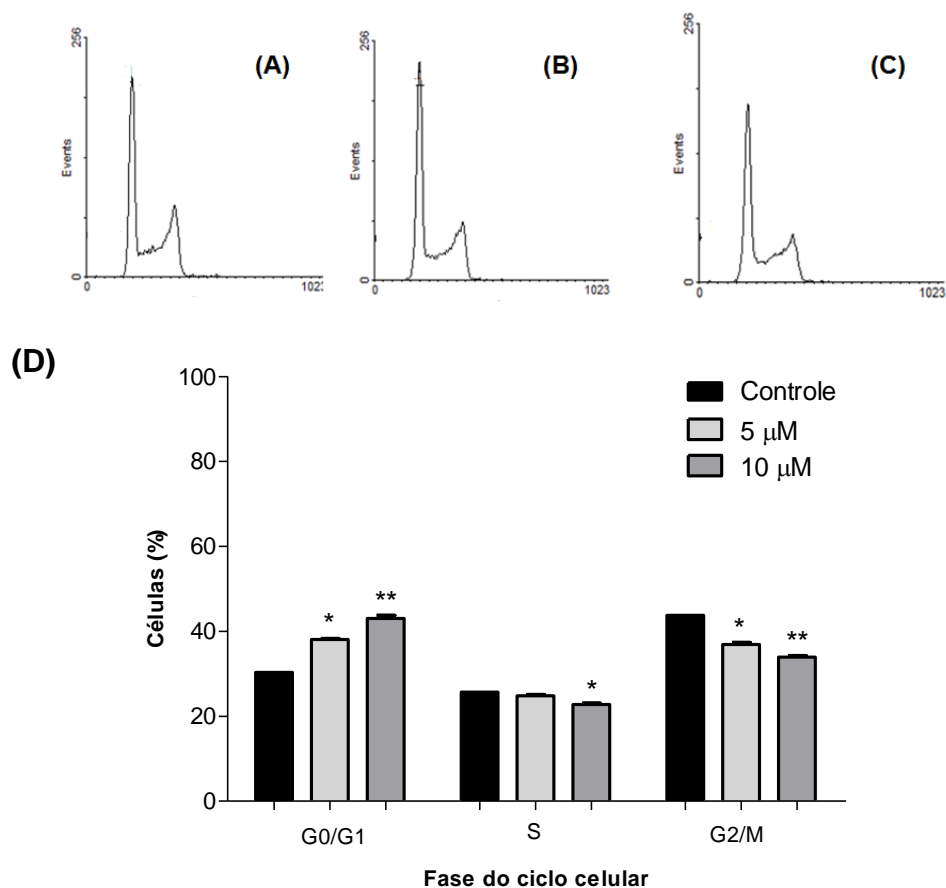 256
(A)
Events
0
0
1023
256
(B)
Events
0
0
1023
256
(C)
Events
0
0
1023
(D)
100
80
60
40
20
0
Células (%)
Controle
5 μM
10 μM
*
**
*
*
**
G0/G1
S
G2/M
Fase do ciclo celular